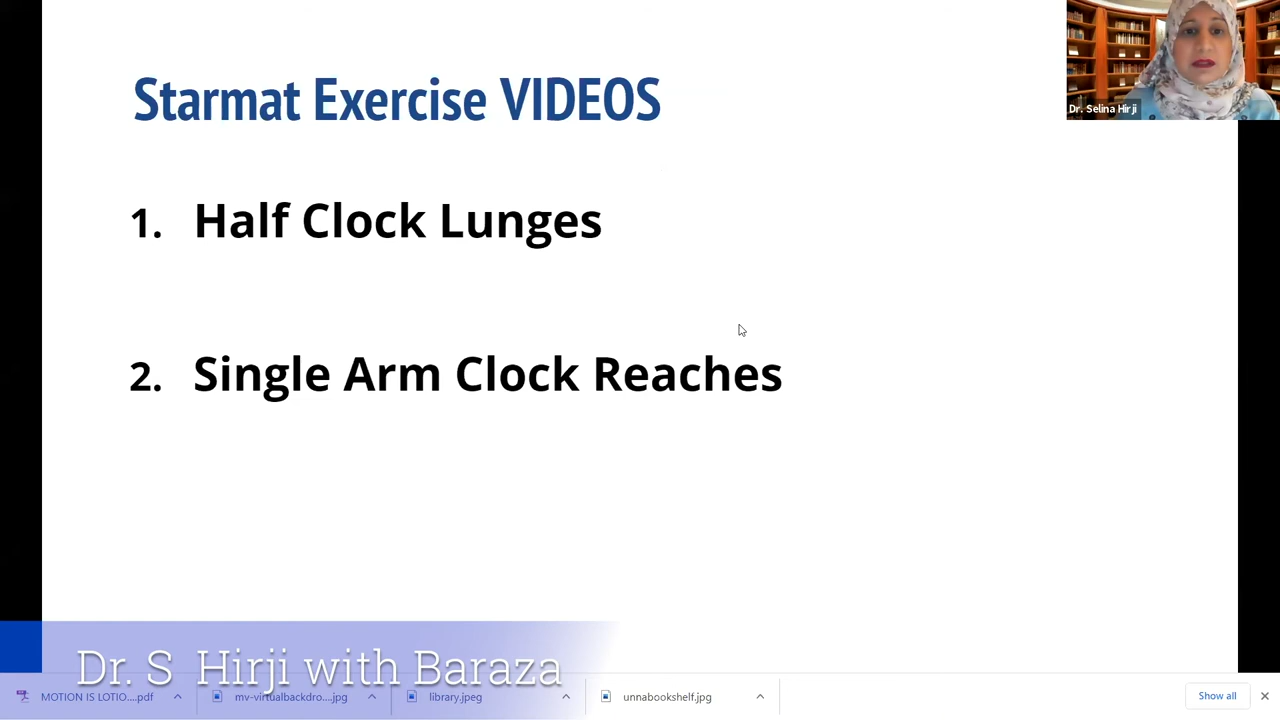 Starmat Exercise VIDEOS
Dr. Selina Hirji
1. Half Clock Lunges
2. Single Arm Clock Reaches
Dr. S Hirji with Baraza
MOTION IS LOTIO....pdf
mv-virtualbackdro....jpg
library.jpeg
unnabookshelf.jpg
Show all